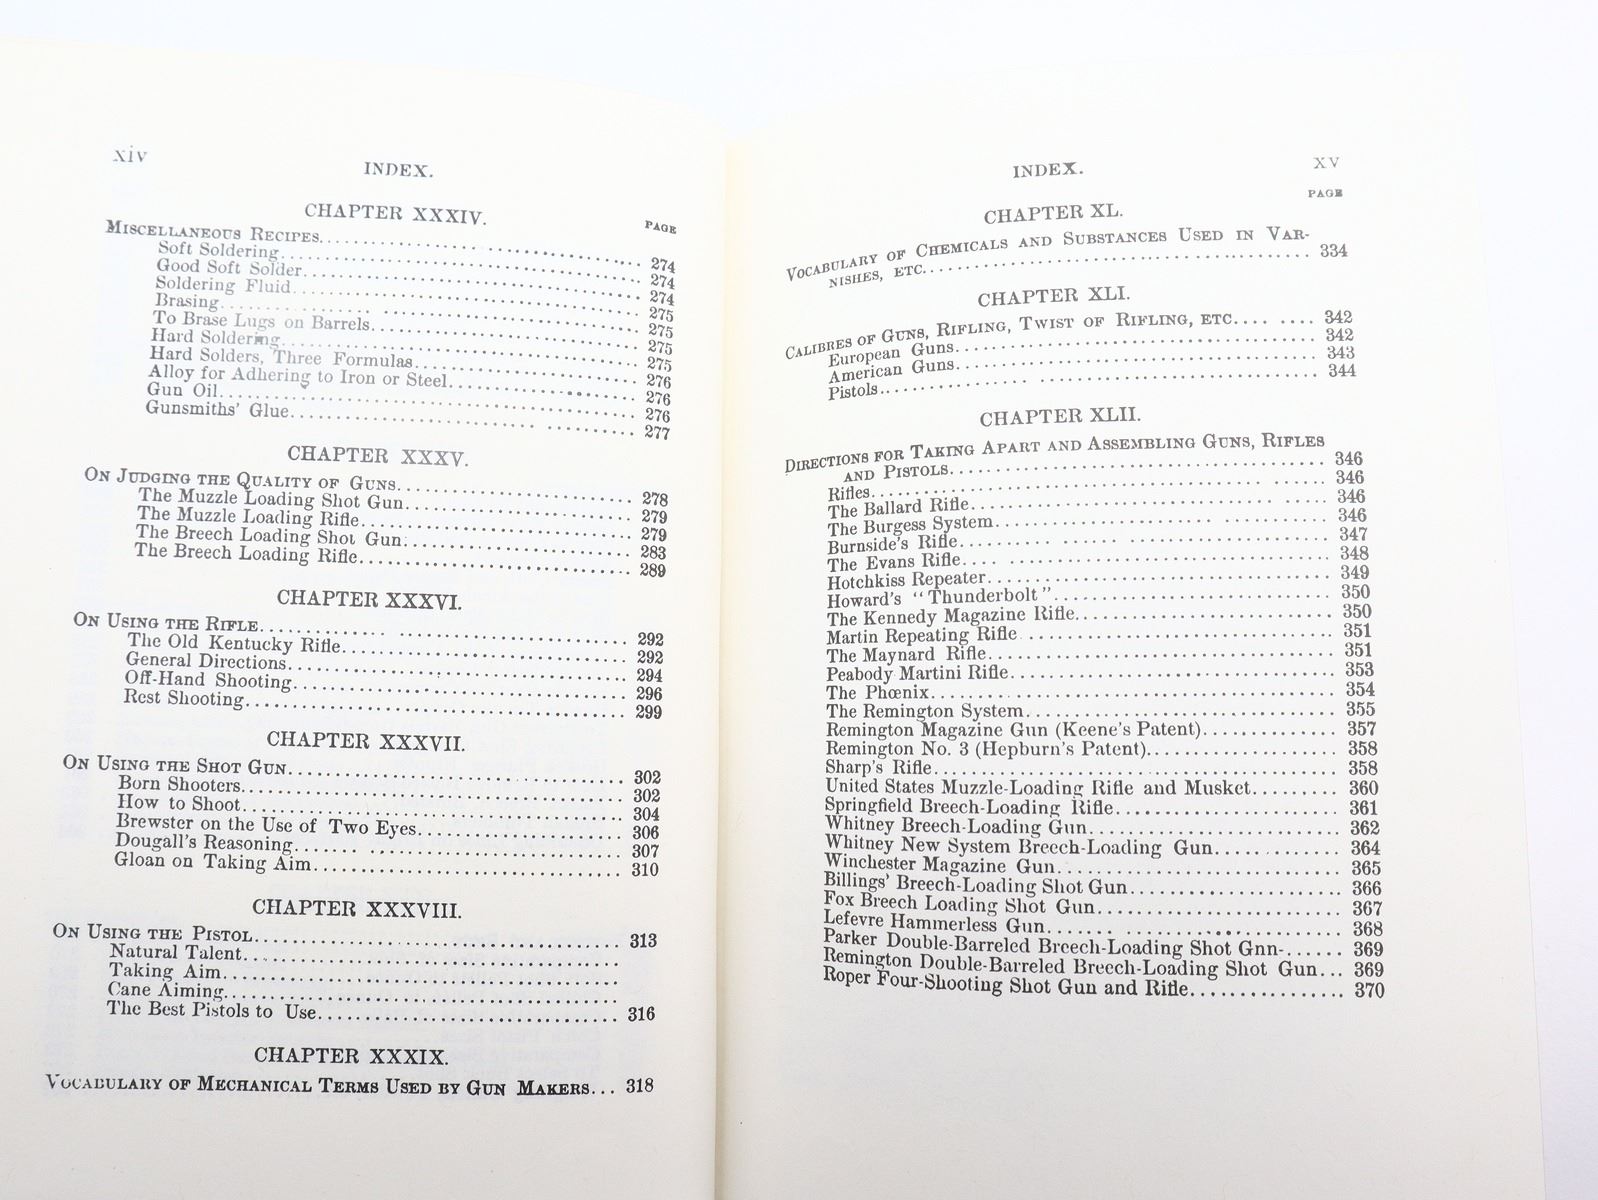 xiv
INDEX.
CHAPTER XXXIV.
PAGE
MISCELLANEOUS RECIPES........ 274
Soft Soldering........ 274
Good Soft Solder........ 274
Soldering Fluid........ 275
Brasing........ 275
To Brase Lugs on Barrels........ 275
Hard Soldering........ 275
Hard Solders, Three Formulas........ 276
Alloy for Adhering to Iron or Steel........ 276
Gun Oil........ 276
Gunsmiths' Glue........ 277
CHAPTER XXXV.
ON JUDGING THE QUALITY OF GUNS........ 278
The Muzzle Loading Shot Gun........ 279
The Muzzle Loading Rifle........ 279
The Breech Loading Shot Gun........ 283
The Breech Loading Rifle........ 289
CHAPTER XXXVI.
ON USING THE RIFLE........ 292
The Old Kentucky Rifle........ 292
General Directions........ 294
Off-Hand Shooting........ 296
Rest Shooting........ 299
CHAPTER XXXVII.
ON USING THE SHOT GUN........ 302
Born Shooters........ 302
How to Shoot........ 304
Brewster on the Use of Two Eyes........ 306
Dougall's Reasoning........ 307
Gloan on Taking Aim........ 310
CHAPTER XXXVIII.
ON USING THE PISTOL........ 313
Natural Talent........
Taking Aim........
Cane Aiming........
The Best Pistols to Use........ 316
CHAPTER XXXIX.
VOCABULARY OF MECHANICAL TERMS USED BY GUN MAKERS... 318
INDEX.
XV
PAGE
CHAPTER XL.
VOCABULARY OF CHEMICALS AND SUBSTANCES USED IN VAR-
NISHES, ETC........ 334
CHAPTER XLI.
CALIBRES OF GUNS, RIFLING, TWIST OF RIFLING, ETC........ 342
European Guns........ 342
American Guns........ 343
Pistols........ 344
CHAPTER XLII.
DIRECTIONS FOR TAKING APART AND ASSEMBLING GUNS, RIFLES
AND PISTOLS........ 346
Rifles........ 346
The Ballard Rifle........ 346
The Burgess System........ 346
Burnside's Rifle........ 347
The Evans Rifle........ 348
Hotchkiss Repeater........ 349
Howard's "Thunderbolt"........ 350
The Kennedy Magazine Rifle........ 350
Martin Repeating Rifle........ 351
The Maynard Rifle........ 351
Peabody Martini Rifle........ 353
The Phœnix........ 354
The Remington System........ 355
Remington Magazine Gun (Keene's Patent)........ 357
Remington No. 3 (Hepburn's Patent)........ 358
Sharp's Rifle........ 358
United States Muzzle-Loading Rifle and Musket........ 360
Springfield Breech-Loading Rifle........ 361
Whitney Breech-Loading Gun........ 362
Whitney New System Breech-Loading Gun........ 364
Winchester Magazine Gun........ 365
Billings' Breech-Loading Shot Gun........ 366
Fox Breech Loading Shot Gun........ 367
Lefevre Hammerless Gun........ 368
Parker Double-Barreled Breech-Loading Shot Gnn-...... 369
Remington Double-Barreled Breech-Loading Shot Gun... 369
Roper Four-Shooting Shot Gun and Rifle........ 370